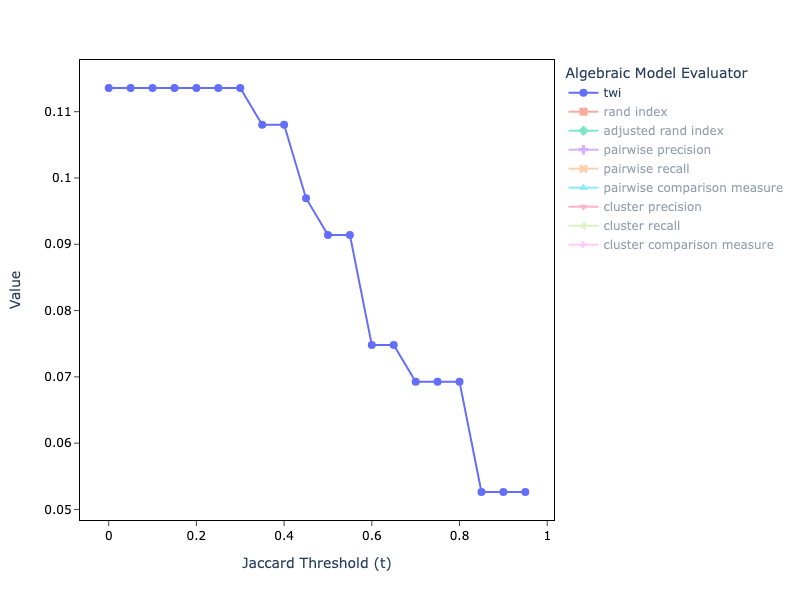 Algebraic Model Evaluator
twi
rand index
adjusted rand index
pairwise precision
pairwise recall
pairwise comparison measure
cluster precision
cluster recall
cluster comparison measure
Value
0.11
0.1
0.09
0.08
0.07
0.06
0.05
0 0.2 0.4 0.6 0.8 1
Jaccard Threshold (t)